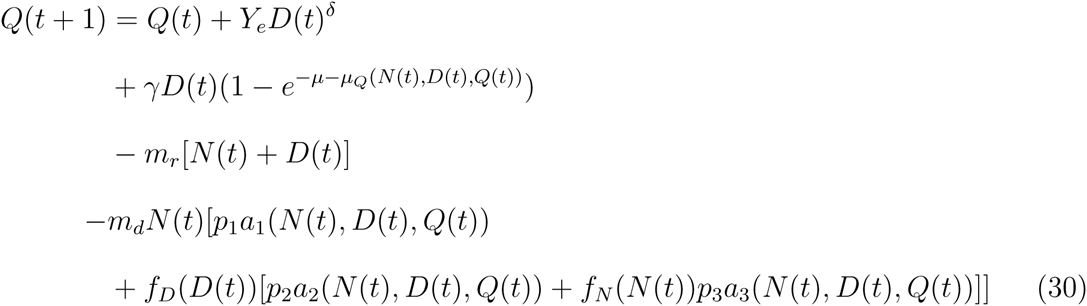 Q(t + 1) = Q(t) + Y_e D(t)^δ
+ γD(t)(1 − e^{−μ−μ_Q(N(t),D(t),Q(t))})
− m_r[N(t) + D(t)]
−m_d N(t)[p_1 a_1(N(t), D(t), Q(t))
+ f_D(D(t))[p_2 a_2(N(t), D(t), Q(t)) + f_N(N(t))p_3 a_3(N(t), D(t), Q(t))]] (30)